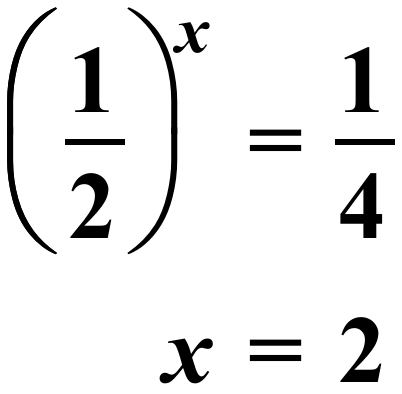 (1/2)^x = 1/4
x = 2